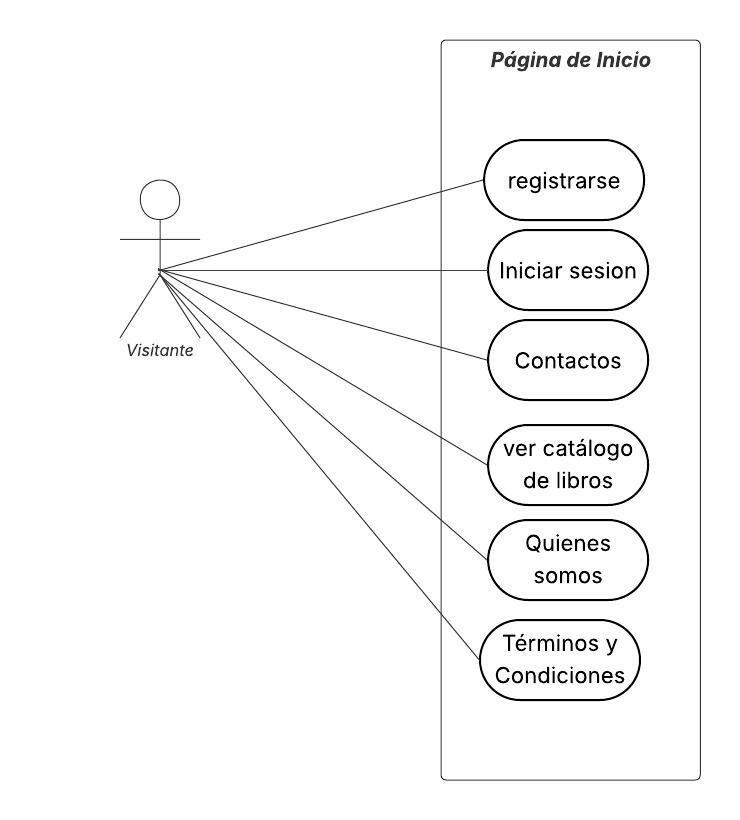 Página de Inicio
registrarse
Iniciar sesion
Visitante
Contactos
ver catálogo
de libros
Quienes
somos
Términos y
Condiciones